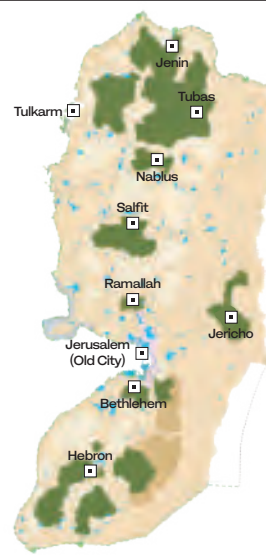 Jenin
Tubas
Tulkarm
Nablus
Salfit
Ramallah
Jericho
Jerusalem
(Old City)
Bethlehem
Hebron